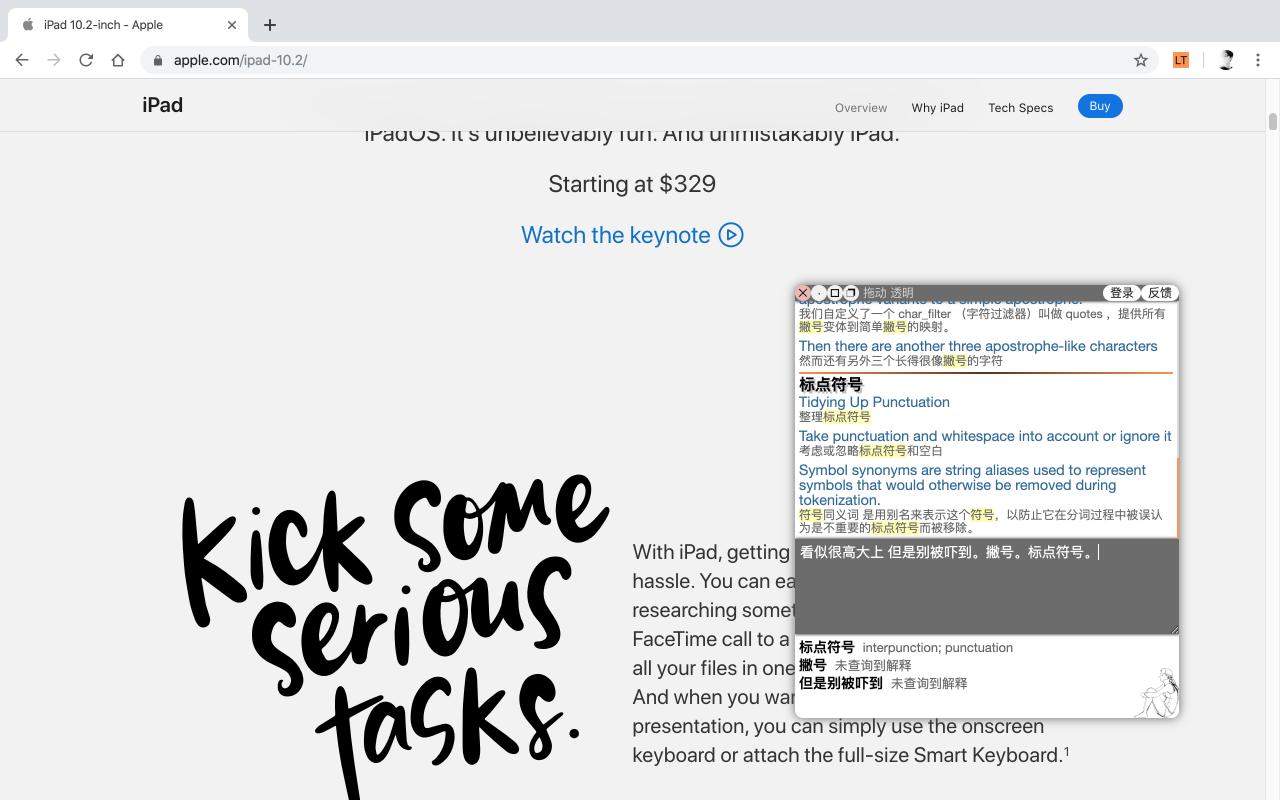 iPad 10.2-inch - Apple
apple.com/ipad-10.2/
LT
iPad
Overview
Why iPad
Tech Specs
Buy
iPadOS. It's unbelievably fun. And unmistakably iPad.
Starting at $329
Watch the keynote
kick some
serious
tasks.
With iPad, getting
hassle. You can ea
researching somet
FaceTime call to a
all your files in one
And when you wan
presentation, you can simply use the onscreen
keyboard or attach the full-size Smart Keyboard.¹
拖动 透明
登录
反馈
apostrophe variants to a simple apostrophe.
我们自定义了一个 char_filter （字符过滤器）叫做 quotes ，提供所有
撇号变体到简单撇号的映射。
Then there are another three apostrophe-like characters
然而还有另外三个长得很像撇号的字符
标点符号
Tidying Up Punctuation
整理标点符号
Take punctuation and whitespace into account or ignore it
考虑或忽略标点符号和空白
Symbol synonyms are string aliases used to represent
symbols that would otherwise be removed during
tokenization.
符号同义词 是用别名来表示这个符号，以防止它在分词过程中被误认
为是不重要的标点符号而被移除。
看似很高大上 但是别被吓到。撇号。标点符号。
标点符号 interpunction; punctuation
撇号 未查询到解释
但是别被吓到 未查询到解释